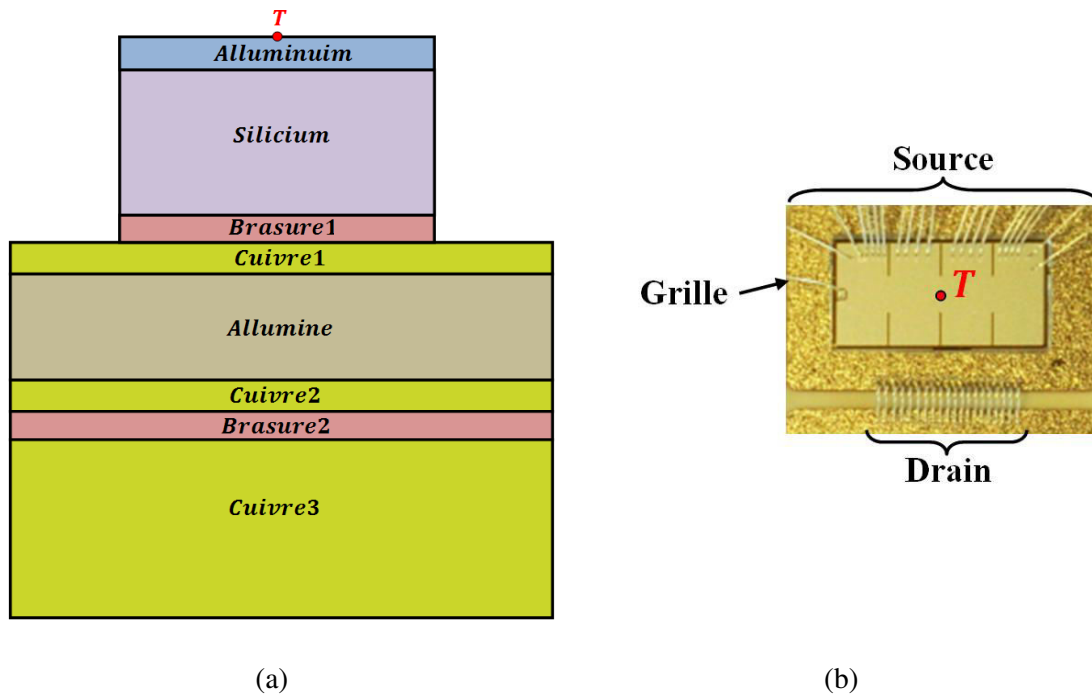 T
Alluminuim
Silicium
Brasure1
Cuivre1
Allumine
Cuivre2
Brasure2
Cuivre3
(a)
Source
Grille
T
Drain
(b)